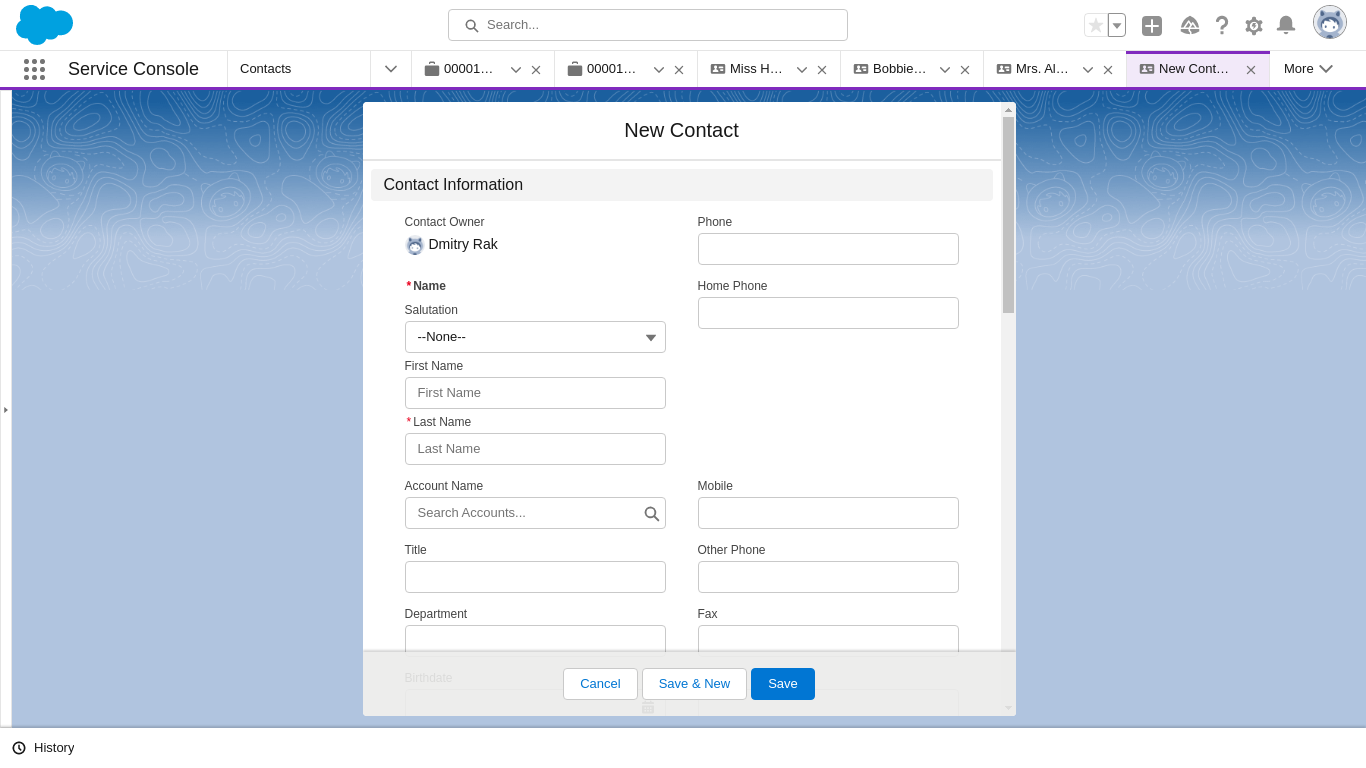 Search...
Service Console
Contacts
00001…
00001…
Miss H…
Bobbie…
Mrs. Al…
New Cont…
More
New Contact
Contact Information
Contact Owner
Dmitry Rak
Phone
*Name
Home Phone
Salutation
--None--
First Name
First Name
*Last Name
Last Name
Account Name
Search Accounts...
Mobile
Title
Other Phone
Department
Fax
Birthdate
Cancel
Save & New
Save
History